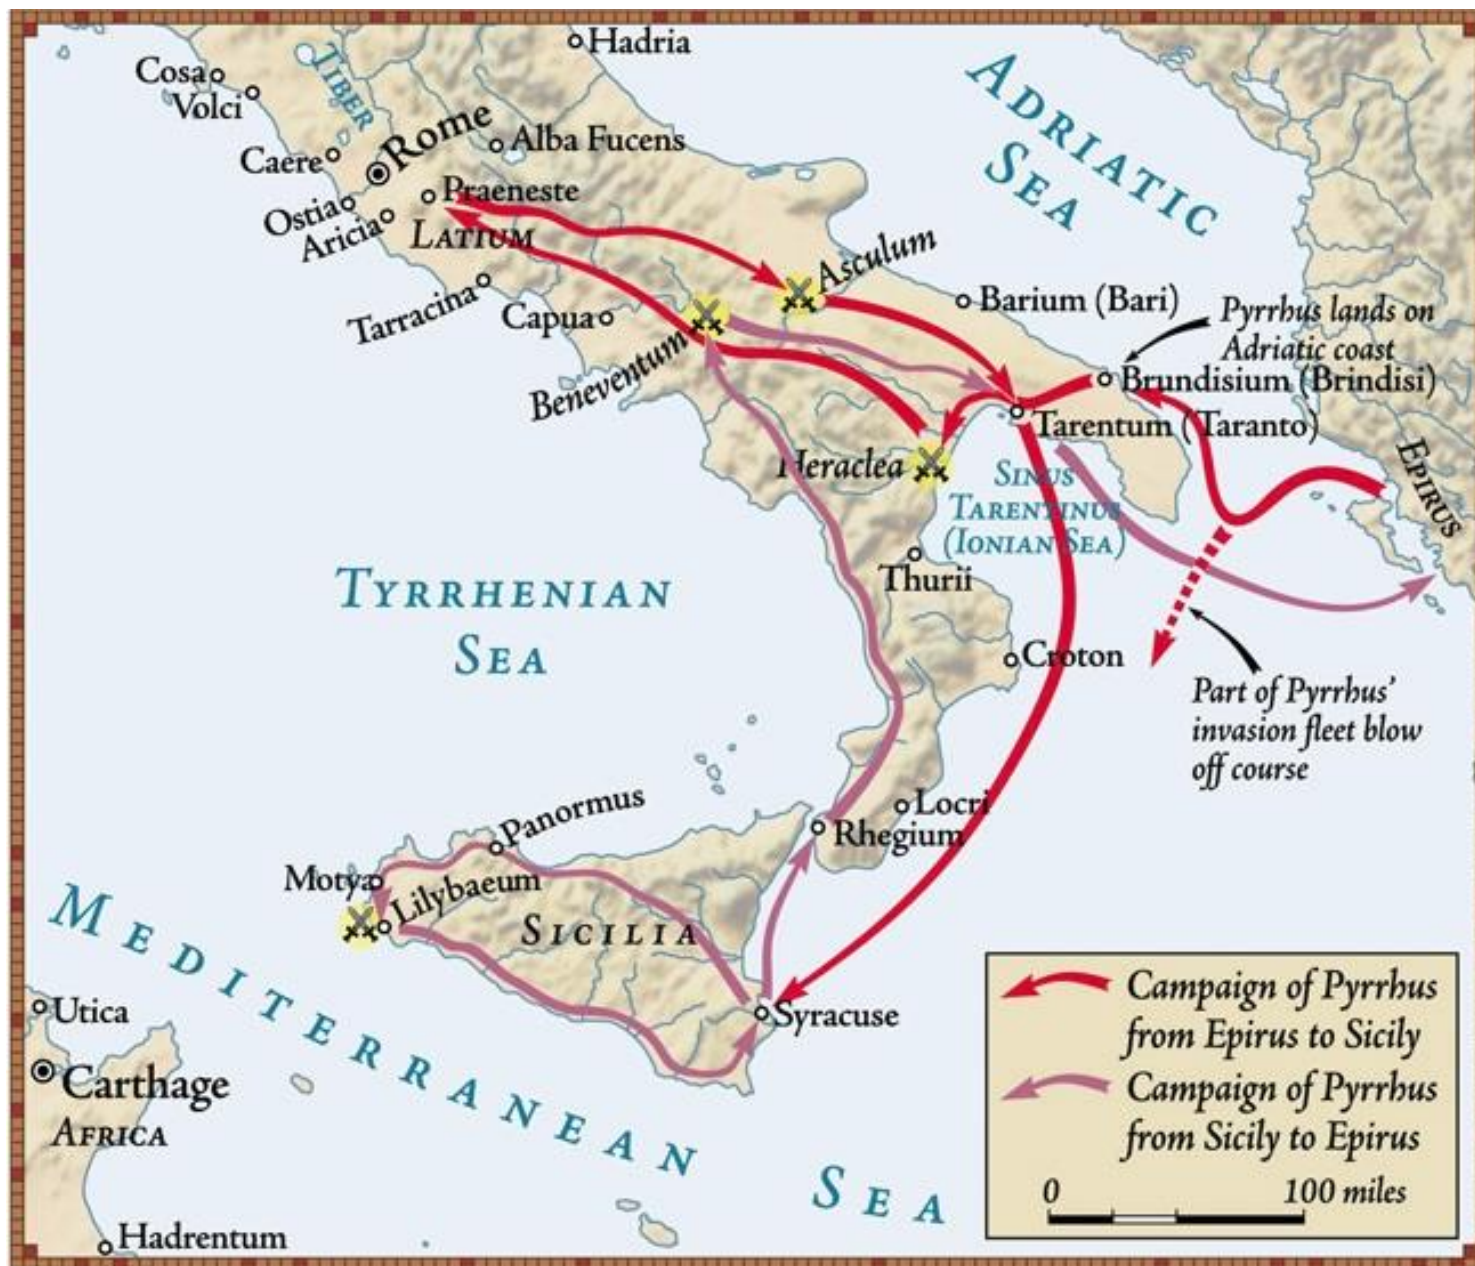 Hadria
Cosa
Volci
TIBER
ADRIATIC
SEA
Rome
Alba Fucens
Caere
Praeneste
Ostia
Aricia
LATIUM
Asculum
Tarracina
Capua
Barium (Bari)
Pyrrhus lands on
Adriatic coast
Beneventum
Brundisium (Brindisi)
Tarentum (Taranto)
Heraclea
EPIRUS
SINUS
TARENTINUS
(IONIAN SEA)
Thurii
TYRRHENIAN
SEA
Croton
Part of Pyrrhus'
invasion fleet blow
off course
Locri
Rhegium
Panormus
Motya
Lilybaeum
SICILIA
MEDITERRANEAN SEA
Syracuse
Utica
Carthage
AFRICA
Hadrentum
Campaign of Pyrrhus
from Epirus to Sicily
Campaign of Pyrrhus
from Sicily to Epirus
0 100 miles